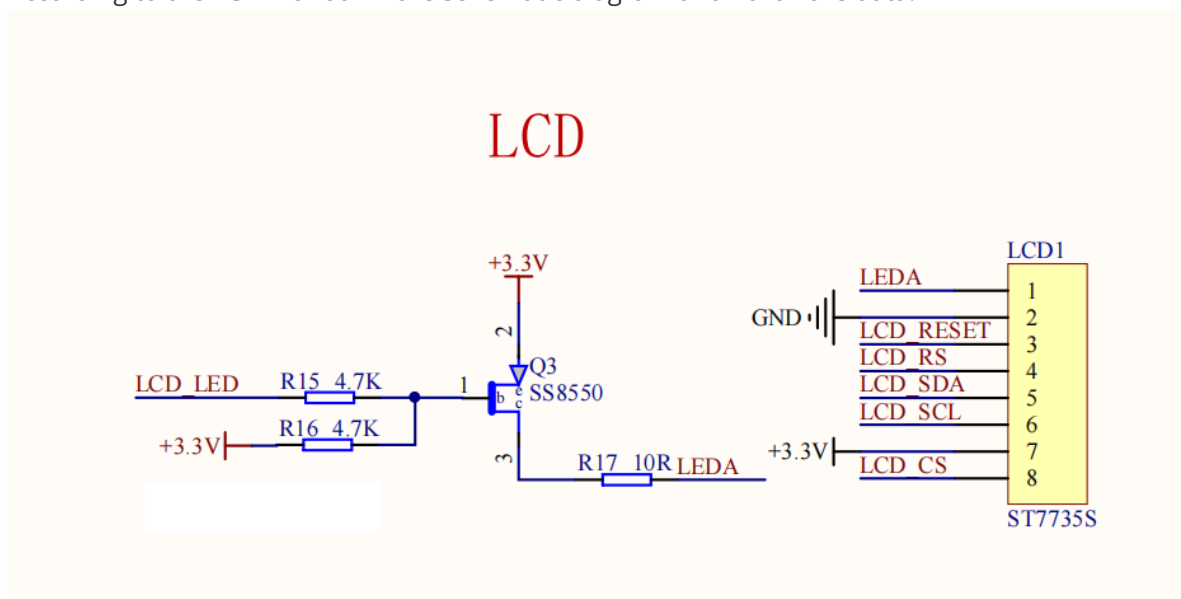 LCD
+3.3V
2
Q3
SS8550
1
b
e
c
3
LCD_LED
R15 4.7K
R16 4.7K
+3.3V
R17 10R
LEDA
LCD1
LEDA
1
GND
2
LCD_RESET
3
LCD_RS
4
LCD_SDA
5
LCD_SCL
6
+3.3V
7
LCD_CS
8
ST7735S